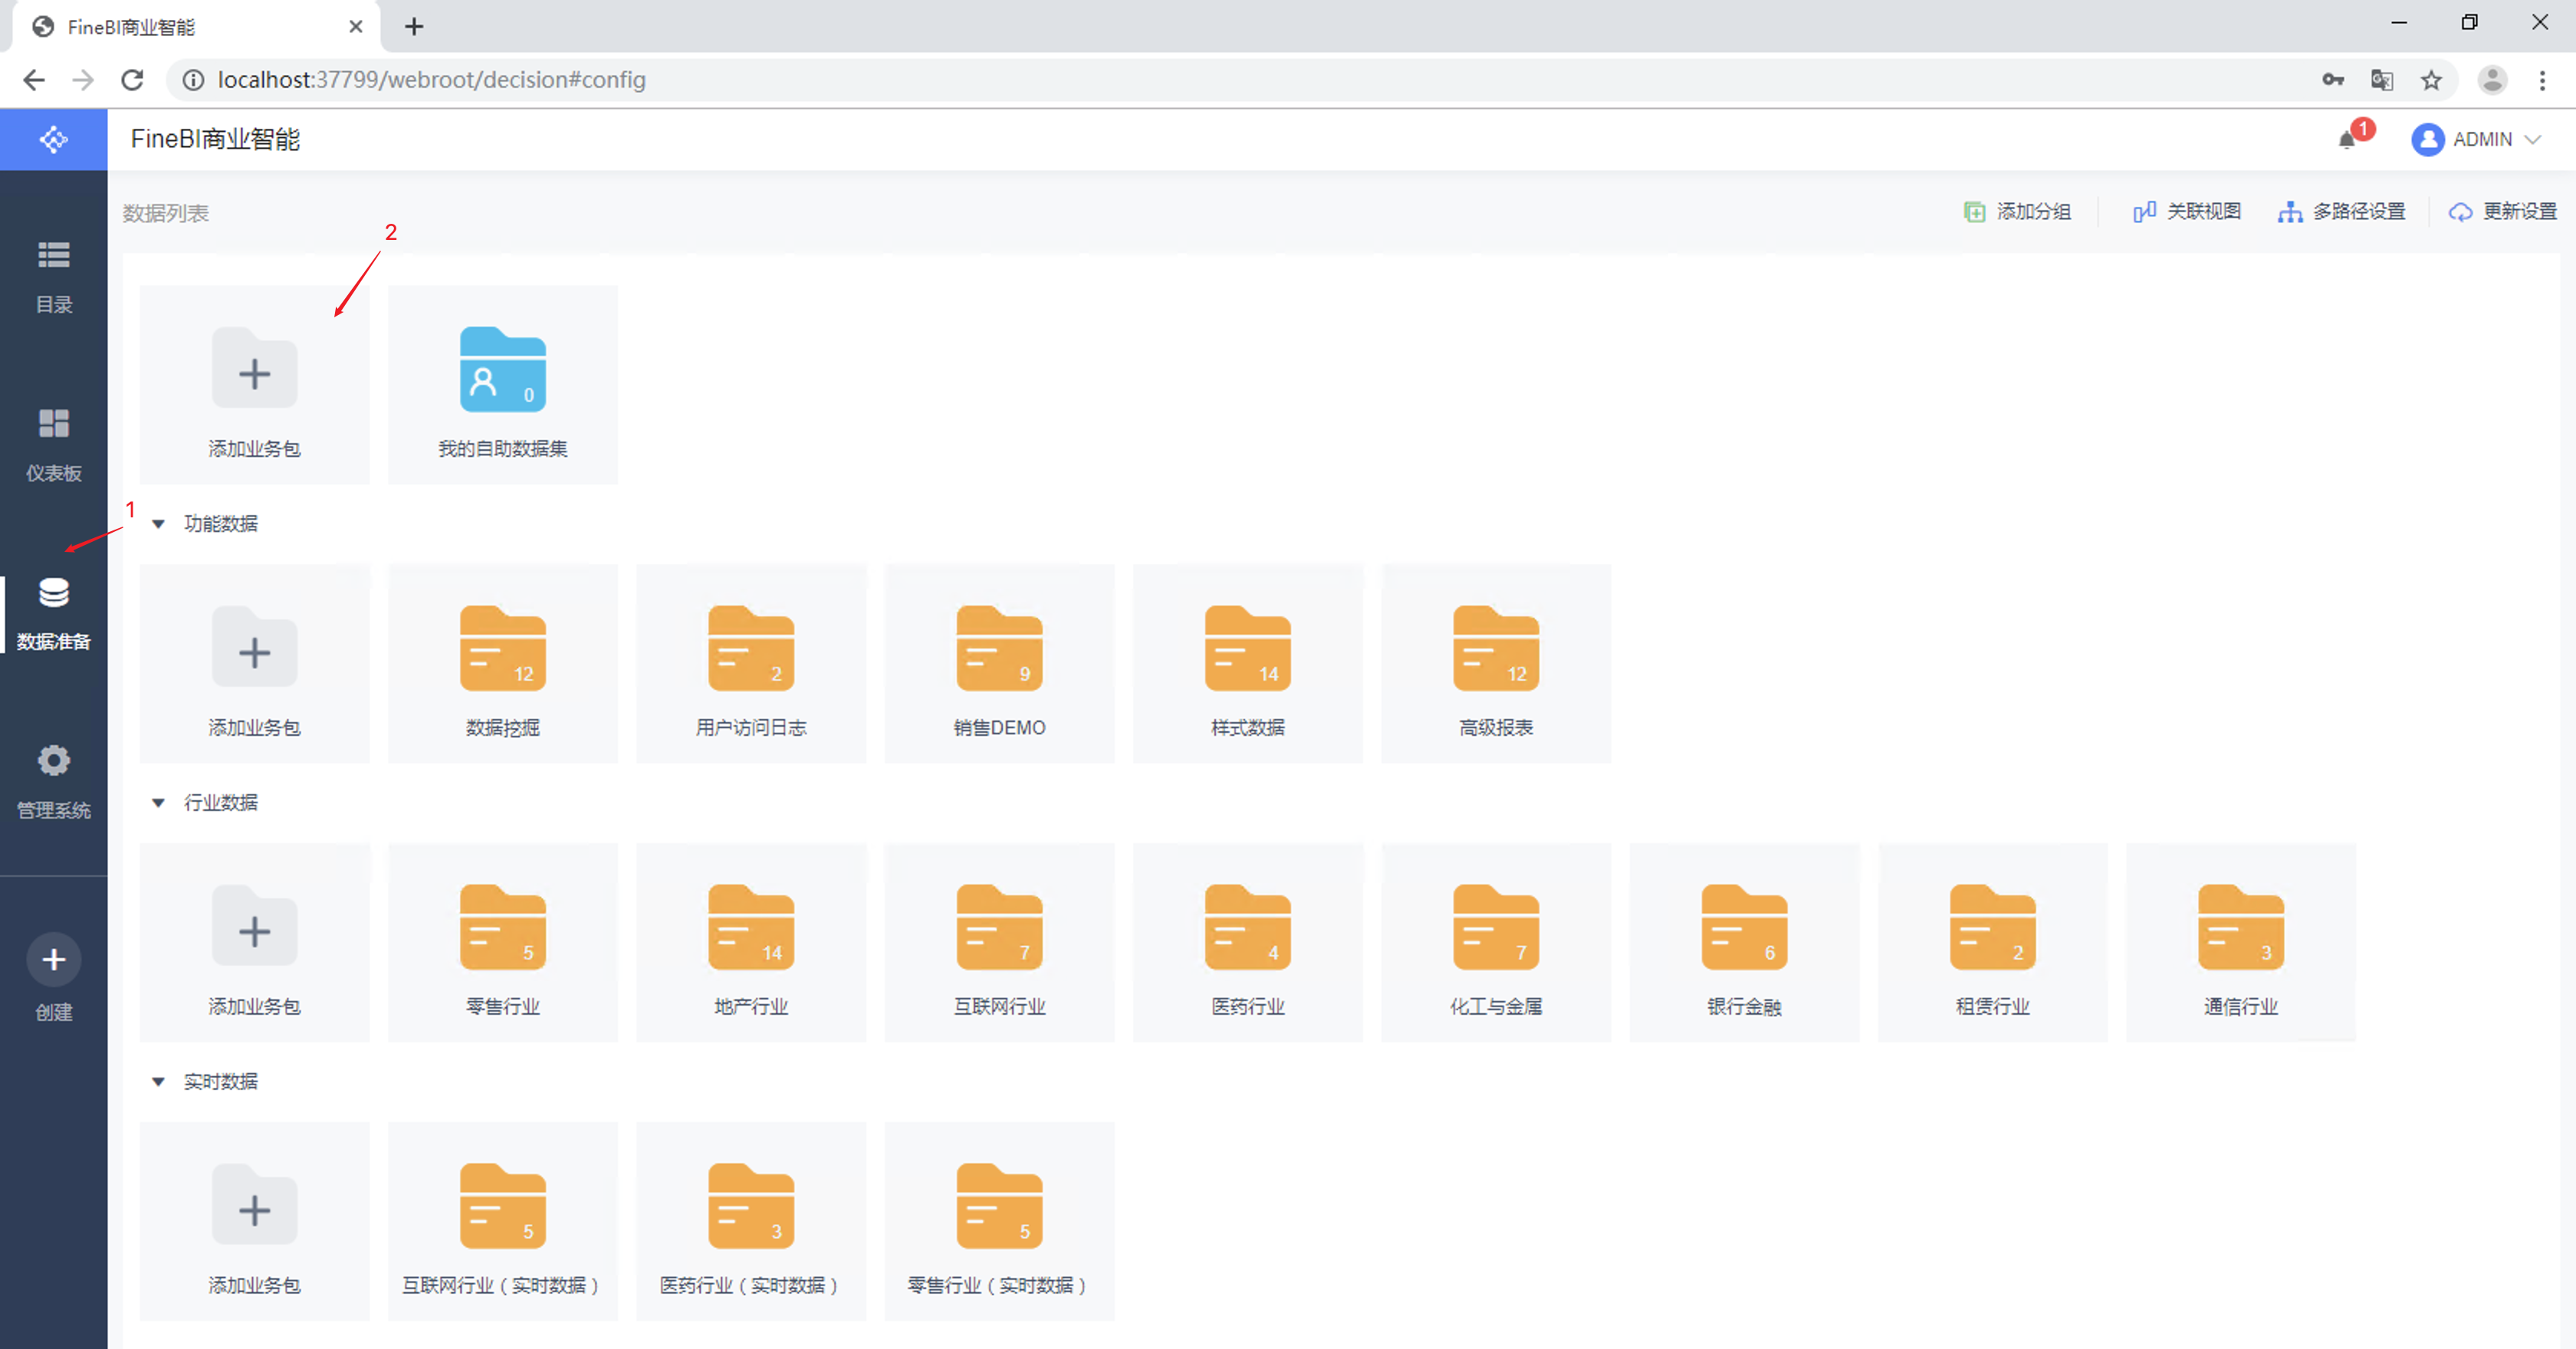 FineBI商业智能
localhost:37799/webroot/decision#config
FineBI商业智能
1
ADMIN
数据列表
添加分组
关联视图
多路径设置
更新设置
目录
仪表板
数据准备
管理系统
创建
2
1
添加业务包
0
我的自助数据集
功能数据
添加业务包
12
数据挖掘
2
用户访问日志
9
销售DEMO
14
样式数据
12
高级报表
行业数据
添加业务包
5
零售行业
14
地产行业
7
互联网行业
4
医药行业
7
化工与金属
6
银行金融
2
租赁行业
3
通信行业
实时数据
添加业务包
5
互联网行业（实时数据）
3
医药行业（实时数据）
5
零售行业（实时数据）